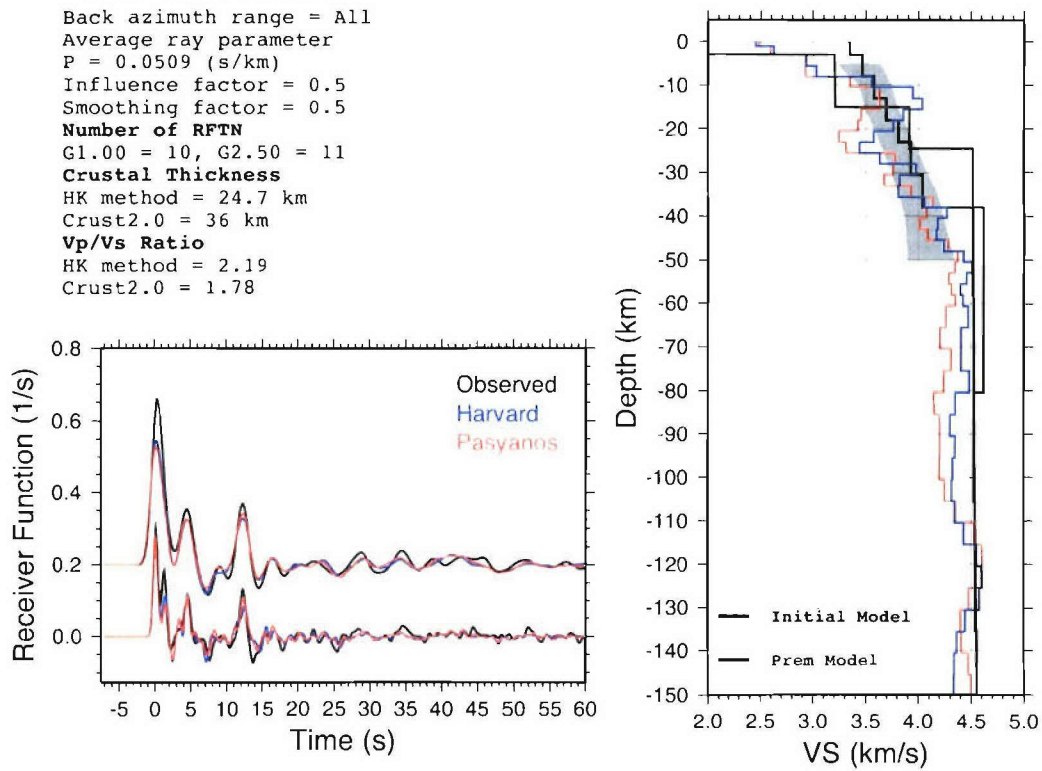 Back azimuth range = All
Average ray parameter
P = 0.0509 (s/km)
Influence factor = 0.5
Smoothing factor = 0.5
Number of RFTN
G1.00 = 10, G2.50 = 11
Crustal Thickness
HK method = 24.7 km
Crust2.0 = 36 km
Vp/Vs Ratio
HK method = 2.19
Crust2.0 = 1.78
Receiver Function (1/s)
0.8
0.6
0.4
0.2
0.0
Observed
Harvard
Pasyanos
-5 0 5 10 15 20 25 30 35 40 45 50 55 60
Time (s)
Depth (km)
0
-10
-20
-30
-40
-50
-60
-70
-80
-90
-100
-110
-120
-130
-140
-150
Initial Model
Prem Model
2.0 2.5 3.0 3.5 4.0 4.5 5.0
VS (km/s)